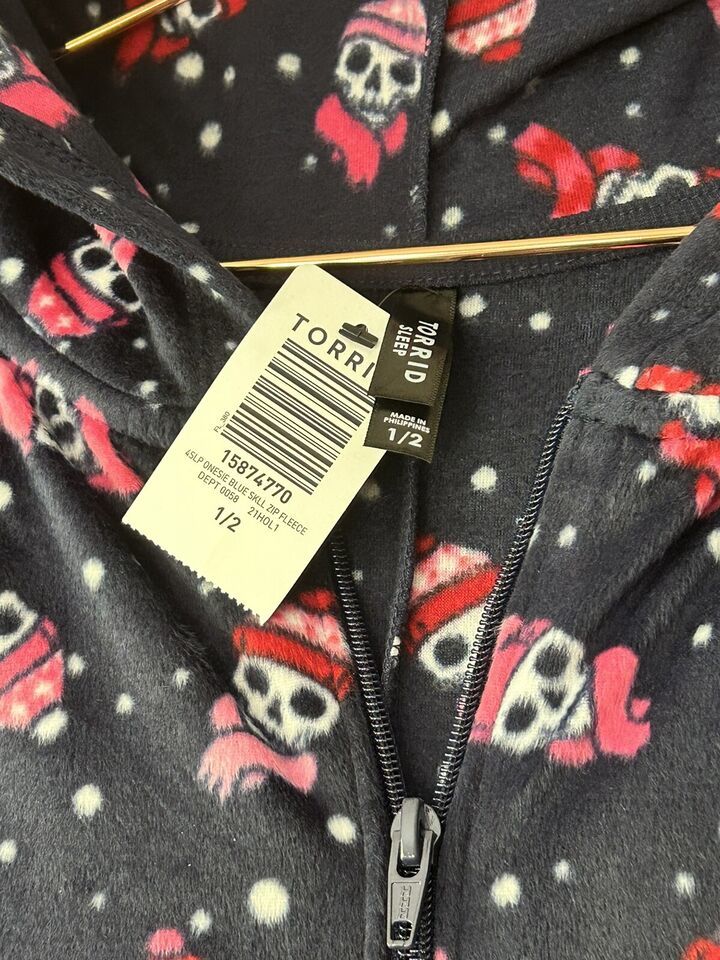 TORRI
PL_380
15874770
4SLP ONESIE BLUE SKLL ZIP FLEECE
DEPT 0058 21HOL1
1/2
TORRID
SLEEP
MADE IN
PHILIPPINES
1/2